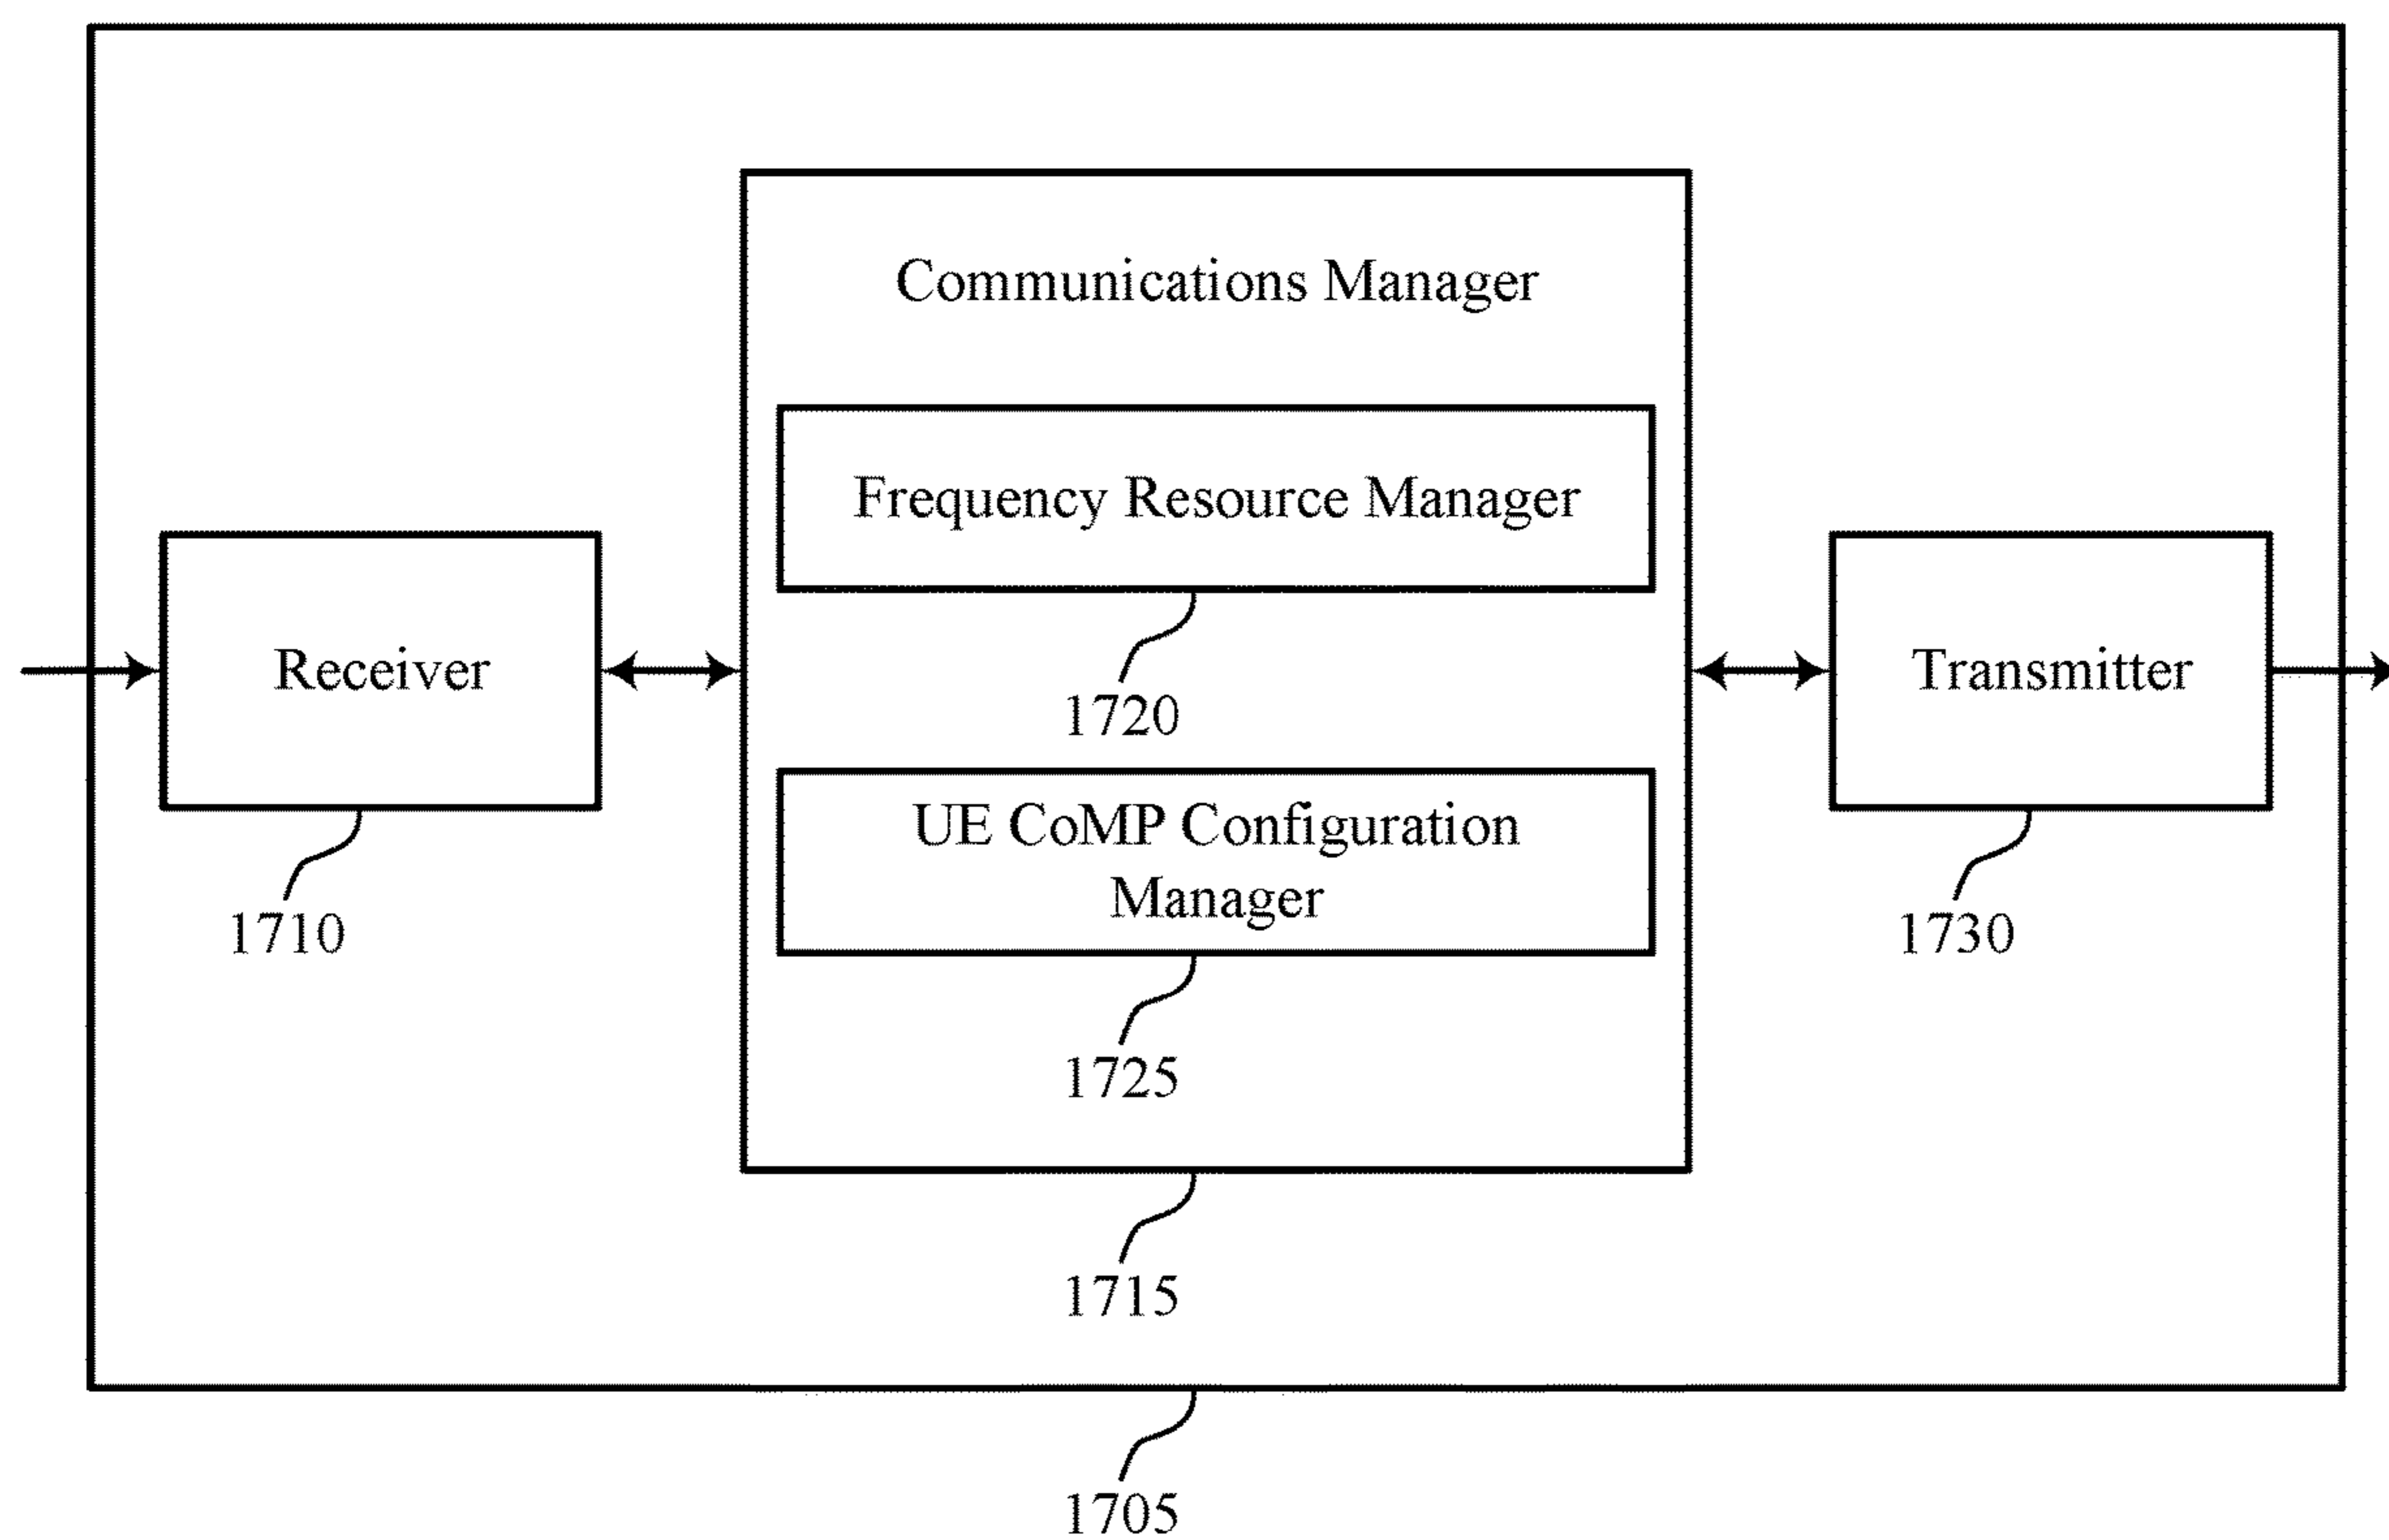 Communications Manager
Frequency Resource Manager
1720
UE CoMP Configuration
Manager
1725
Receiver
1710
Transmitter
1730
1715
1705